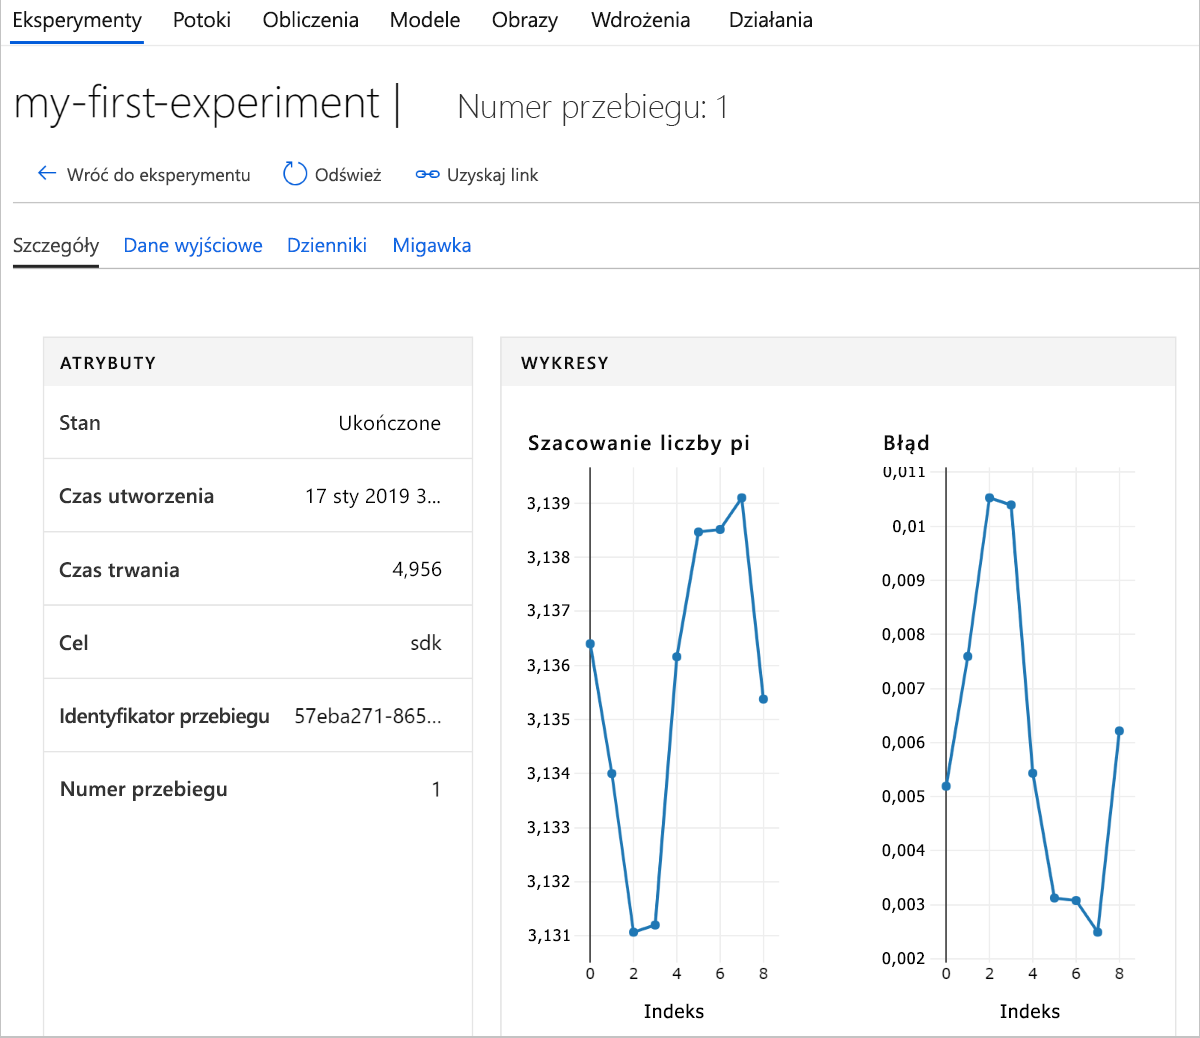 Eksperymenty Potoki Obliczenia Modele Obrazy Wdrożenia Działania
my-first-experiment | Numer przebiegu: 1
Wróć do eksperymentu Odśwież Uzyskaj link
Szczegóły Dane wyjściowe Dzienniki Migawka
ATRYBUTY
Stan Ukończone
Czas utworzenia 17 sty 2019 3...
Czas trwania 4,956
Cel sdk
Identyfikator przebiegu 57eba271-865...
Numer przebiegu 1
WYKRESY
Szacowanie liczby pi
3,139
3,138
3,137
3,136
3,135
3,134
3,133
3,132
3,131
0 2 4 6 8
Indeks
Błąd
0,011
0,01
0,009
0,008
0,007
0,006
0,005
0,004
0,003
0,002
0 2 4 6 8
Indeks